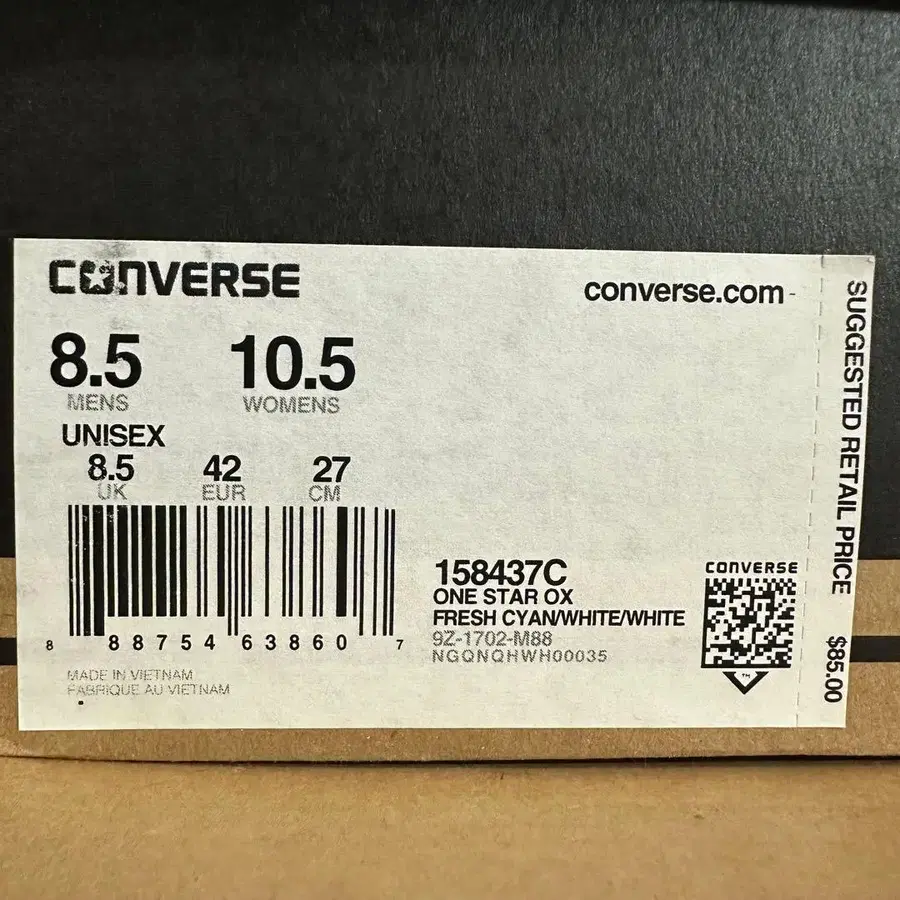 CONVERSE
converse.com -
8.5 10.5
MENS WOMENS
UNISEX
8.5 42 27
UK EUR CM
8 88754 63860 7
MADE IN VIETNAM
FABRIQUE AU VIETNAM
158437C
ONE STAR OX
FRESH CYAN/WHITE/WHITE
9Z-1702-M88
NGQNQHWH00035
CONVERSE
TM
SUGGESTED RETAIL PRICE $85.00